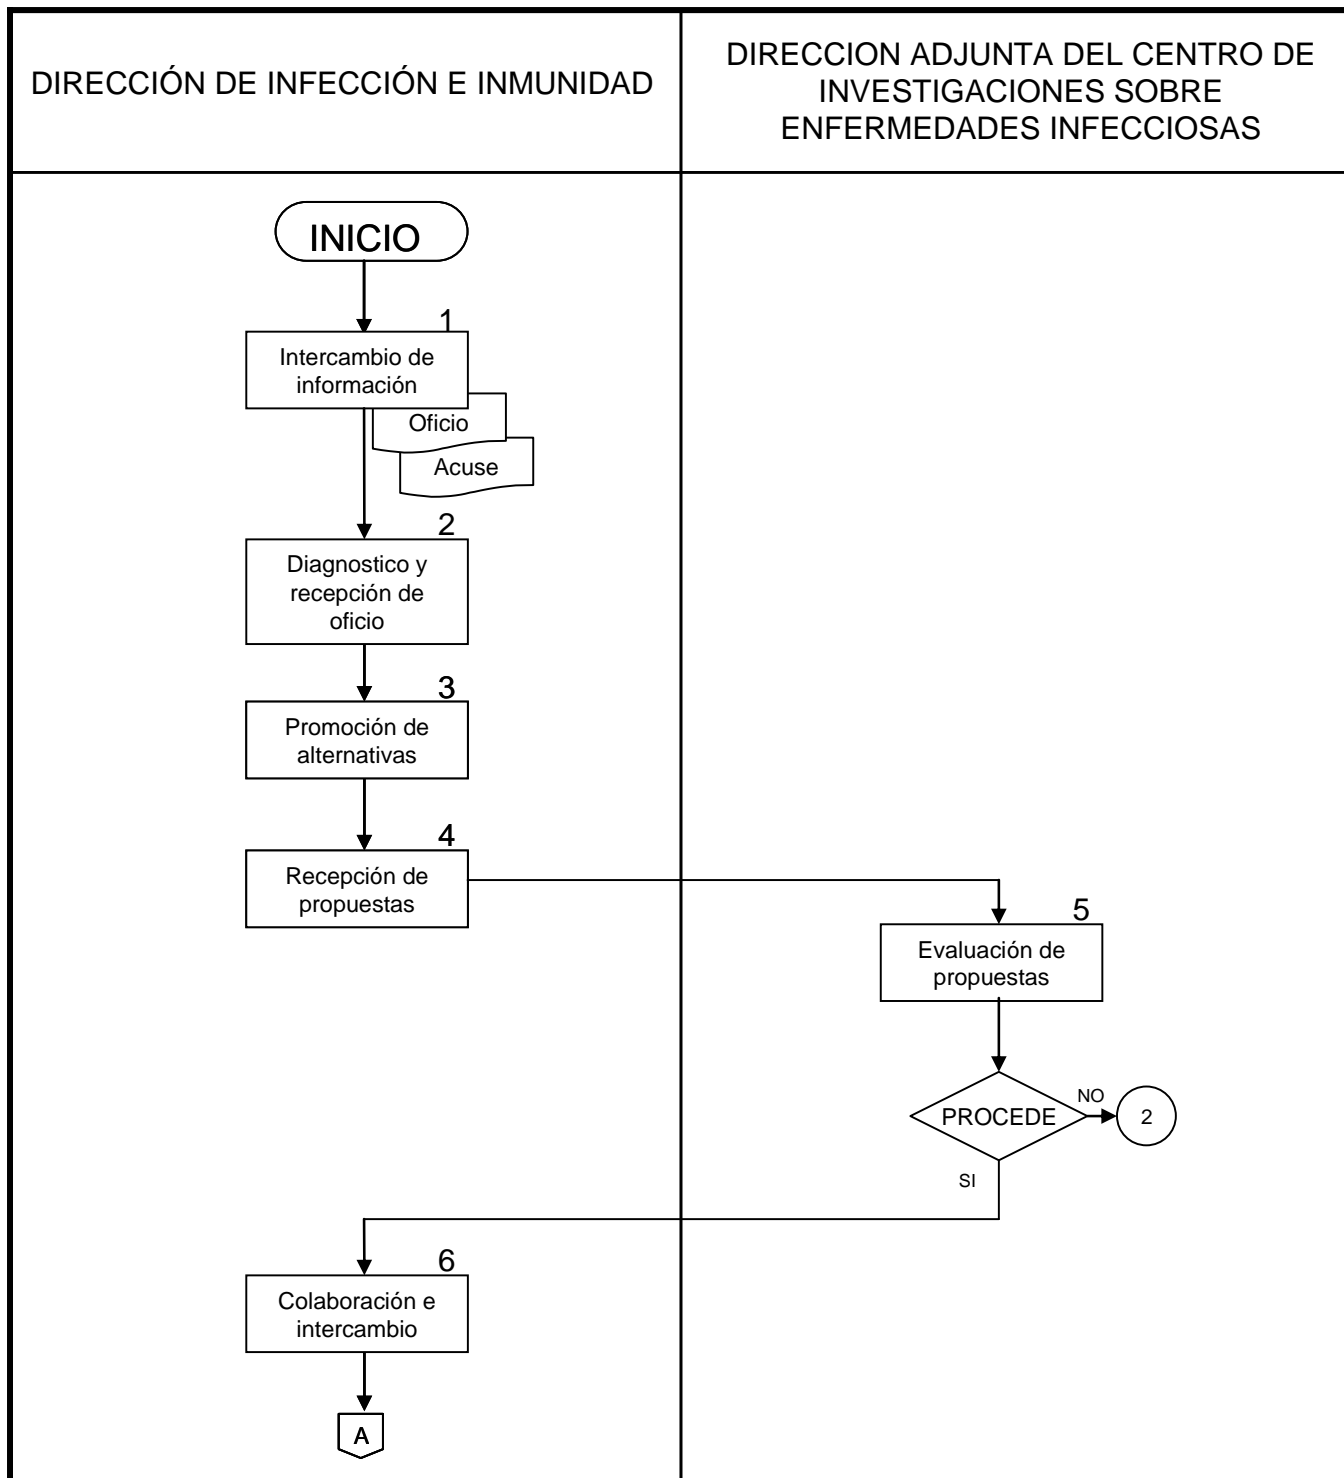 DIRECCIÓN DE INFECCIÓN E INMUNIDAD
DIRECCION ADJUNTA DEL CENTRO DE
INVESTIGACIONES SOBRE
ENFERMEDADES INFECCIOSAS
INICIO
1
Intercambio de
información
Oficio
Acuse
2
Diagnostico y
recepción de
oficio
3
Promoción de
alternativas
4
Recepción de
propuestas
5
Evaluación de
propuestas
PROCEDE
NO
2
SI
6
Colaboración e
intercambio
A